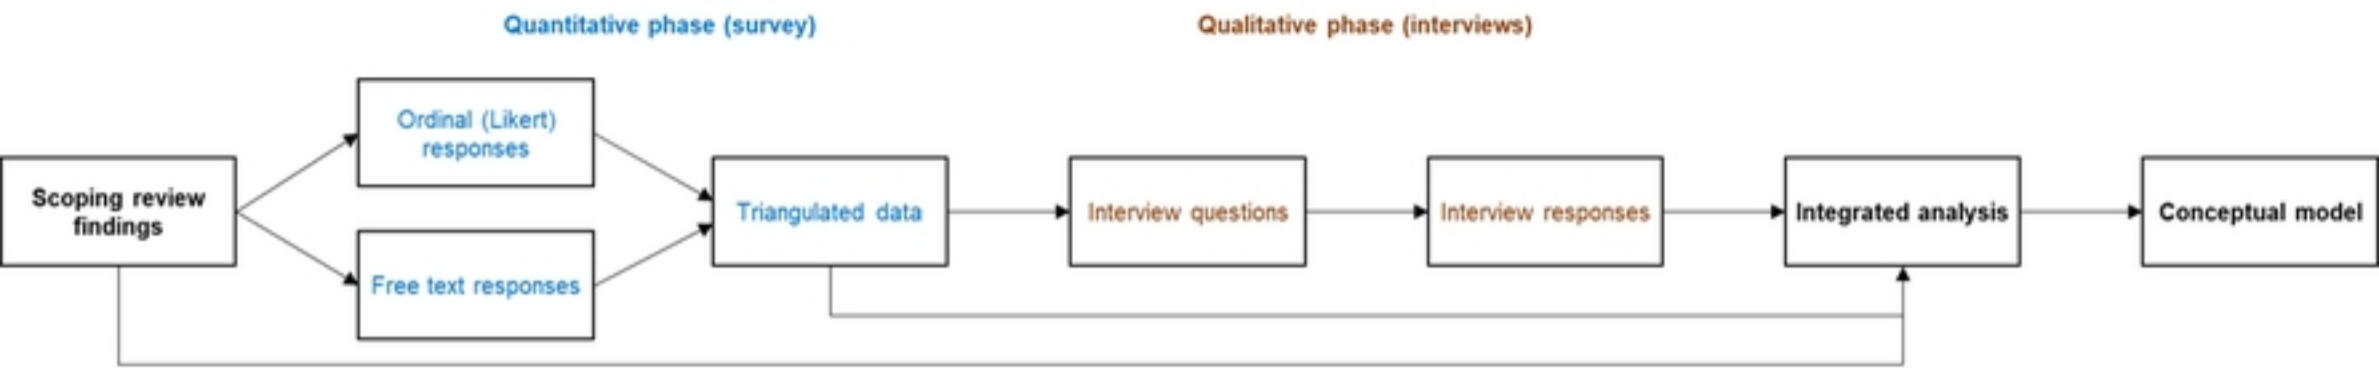 Quantitative phase (survey)
Qualitative phase (interviews)
Scoping review
findings
Ordinal (Likert)
responses
Free text responses
Triangulated data
Interview questions
Interview responses
Integrated analysis
Conceptual model